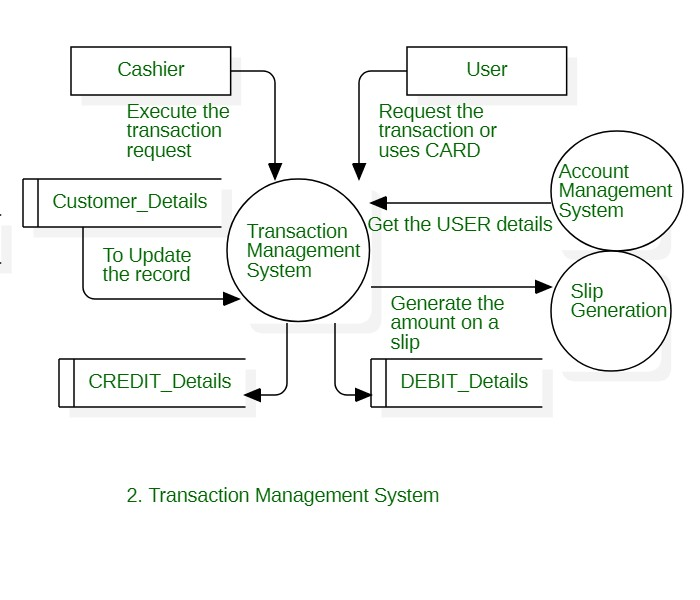 Cashier
User
Execute the
transaction
request
Request the
transaction or
uses CARD
Account
Management
System
Customer_Details
Get the USER details
Transaction
Management
System
To Update
the record
Slip
Generation
Generate the
amount on a
slip
CREDIT_Details
DEBIT_Details
2. Transaction Management System